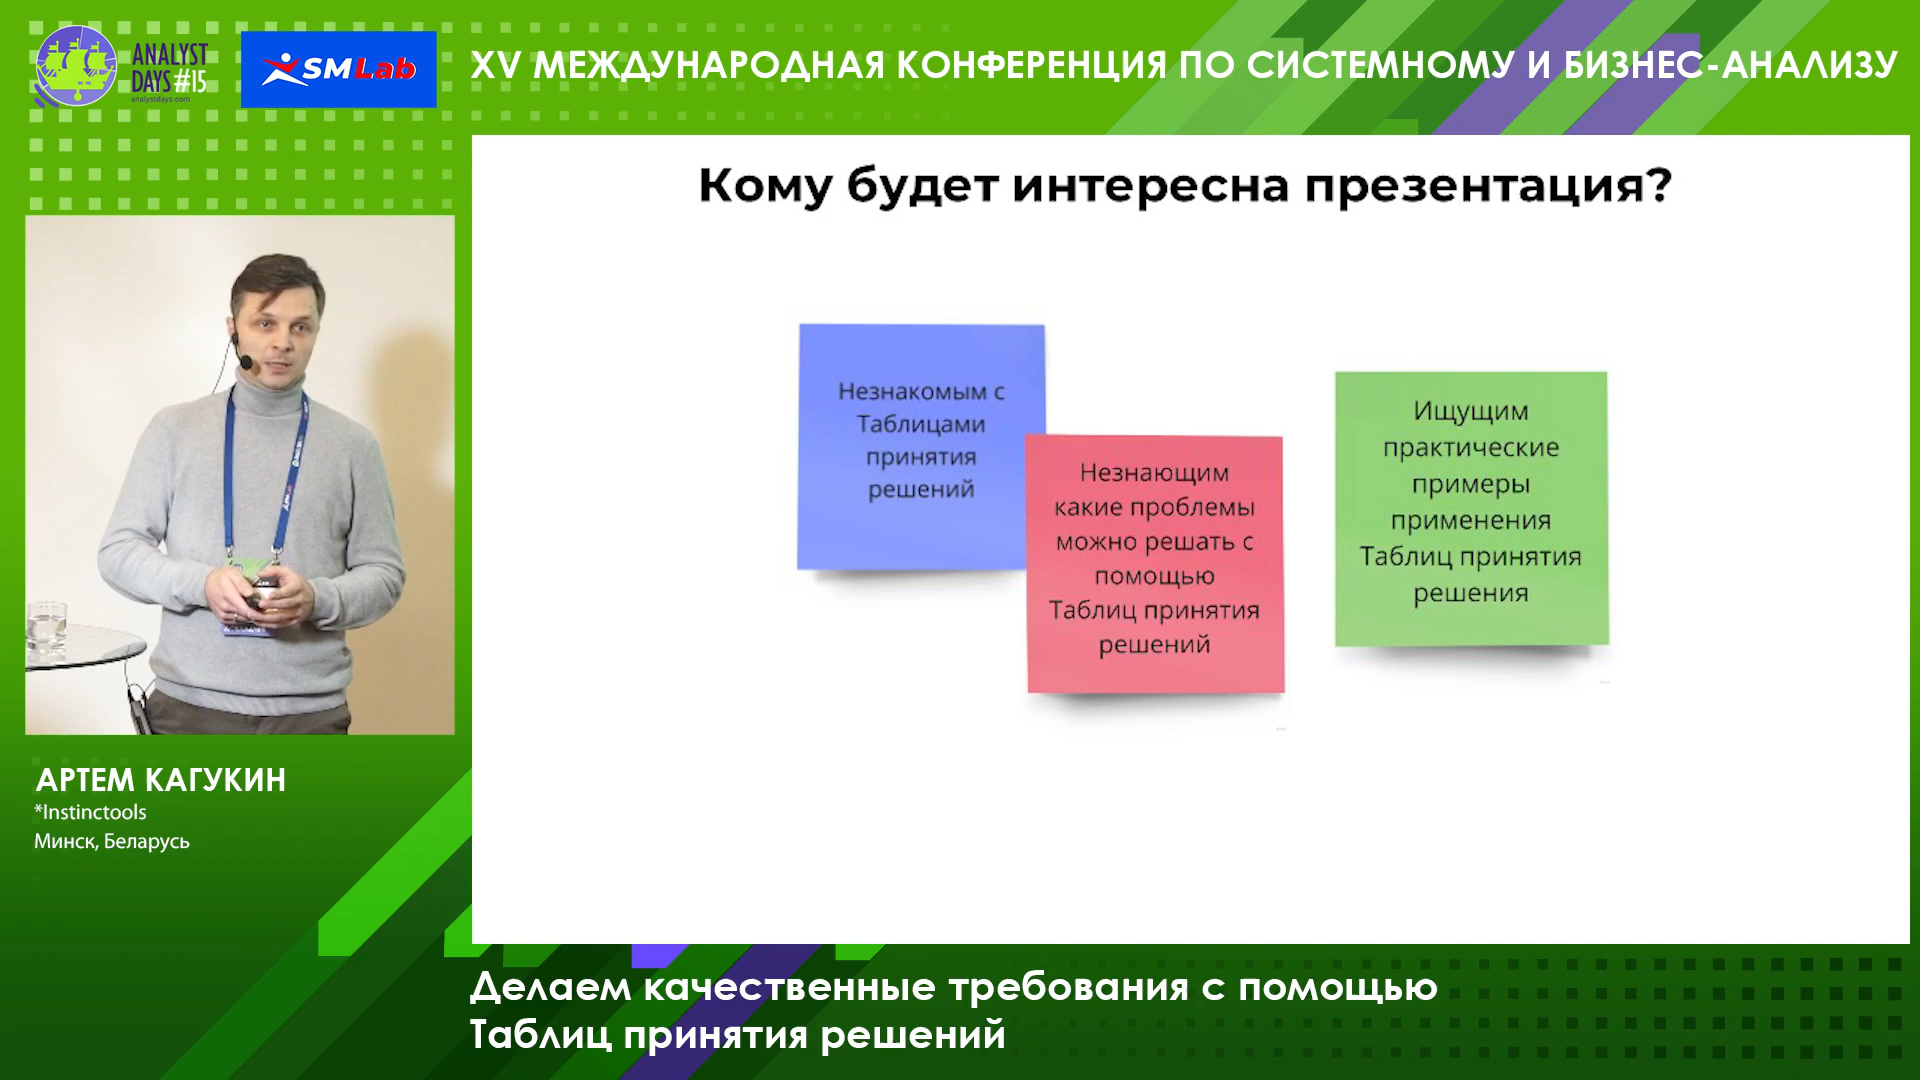 ANALYST
DAYS#15
analystdays.com
SMLab
XV МЕЖДУНАРОДНАЯ КОНФЕРЕНЦИЯ ПО СИСТЕМНОМУ И БИЗНЕС-АНАЛИЗУ
Кому будет интересна презентация?
Незнакомым с
Таблицами
принятия
решений
Незнающим
какие проблемы
можно решать с
помощью
Таблиц принятия
решений
Ищущим
практические
примеры
применения
Таблиц принятия
решения
АРТЕМ КАГУКИН
*Instinctools
Минск, Беларусь
Делаем качественные требования с помощью
Таблиц принятия решений